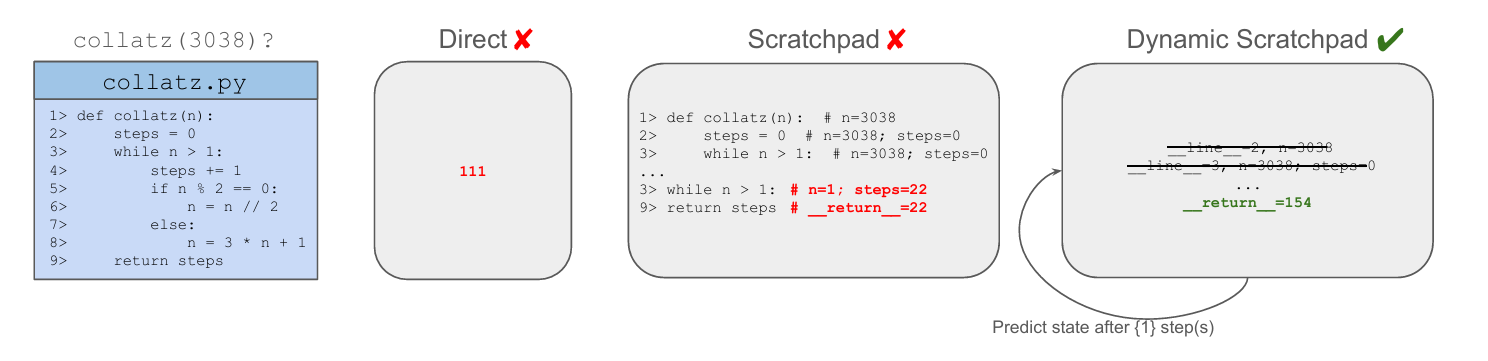 collatz(3038)?
collatz.py
1> def collatz(n):
2>     steps = 0
3>     while n > 1:
4>         steps += 1
5>         if n % 2 == 0:
6>             n = n // 2
7>         else:
8>             n = 3 * n + 1
9>     return steps
Direct ✘
111
Scratchpad ✘
1> def collatz(n):  # n=3038
2>     steps = 0  # n=3038; steps=0
3>     while n > 1:  # n=3038; steps=0
...
3> while n > 1: # n=1; steps=22
9> return steps # __return__=22
Dynamic Scratchpad ✔
__line__=2, n=3038
__line__=3, n=3038; steps=0
...
__return__=154
Predict state after {1} step(s)